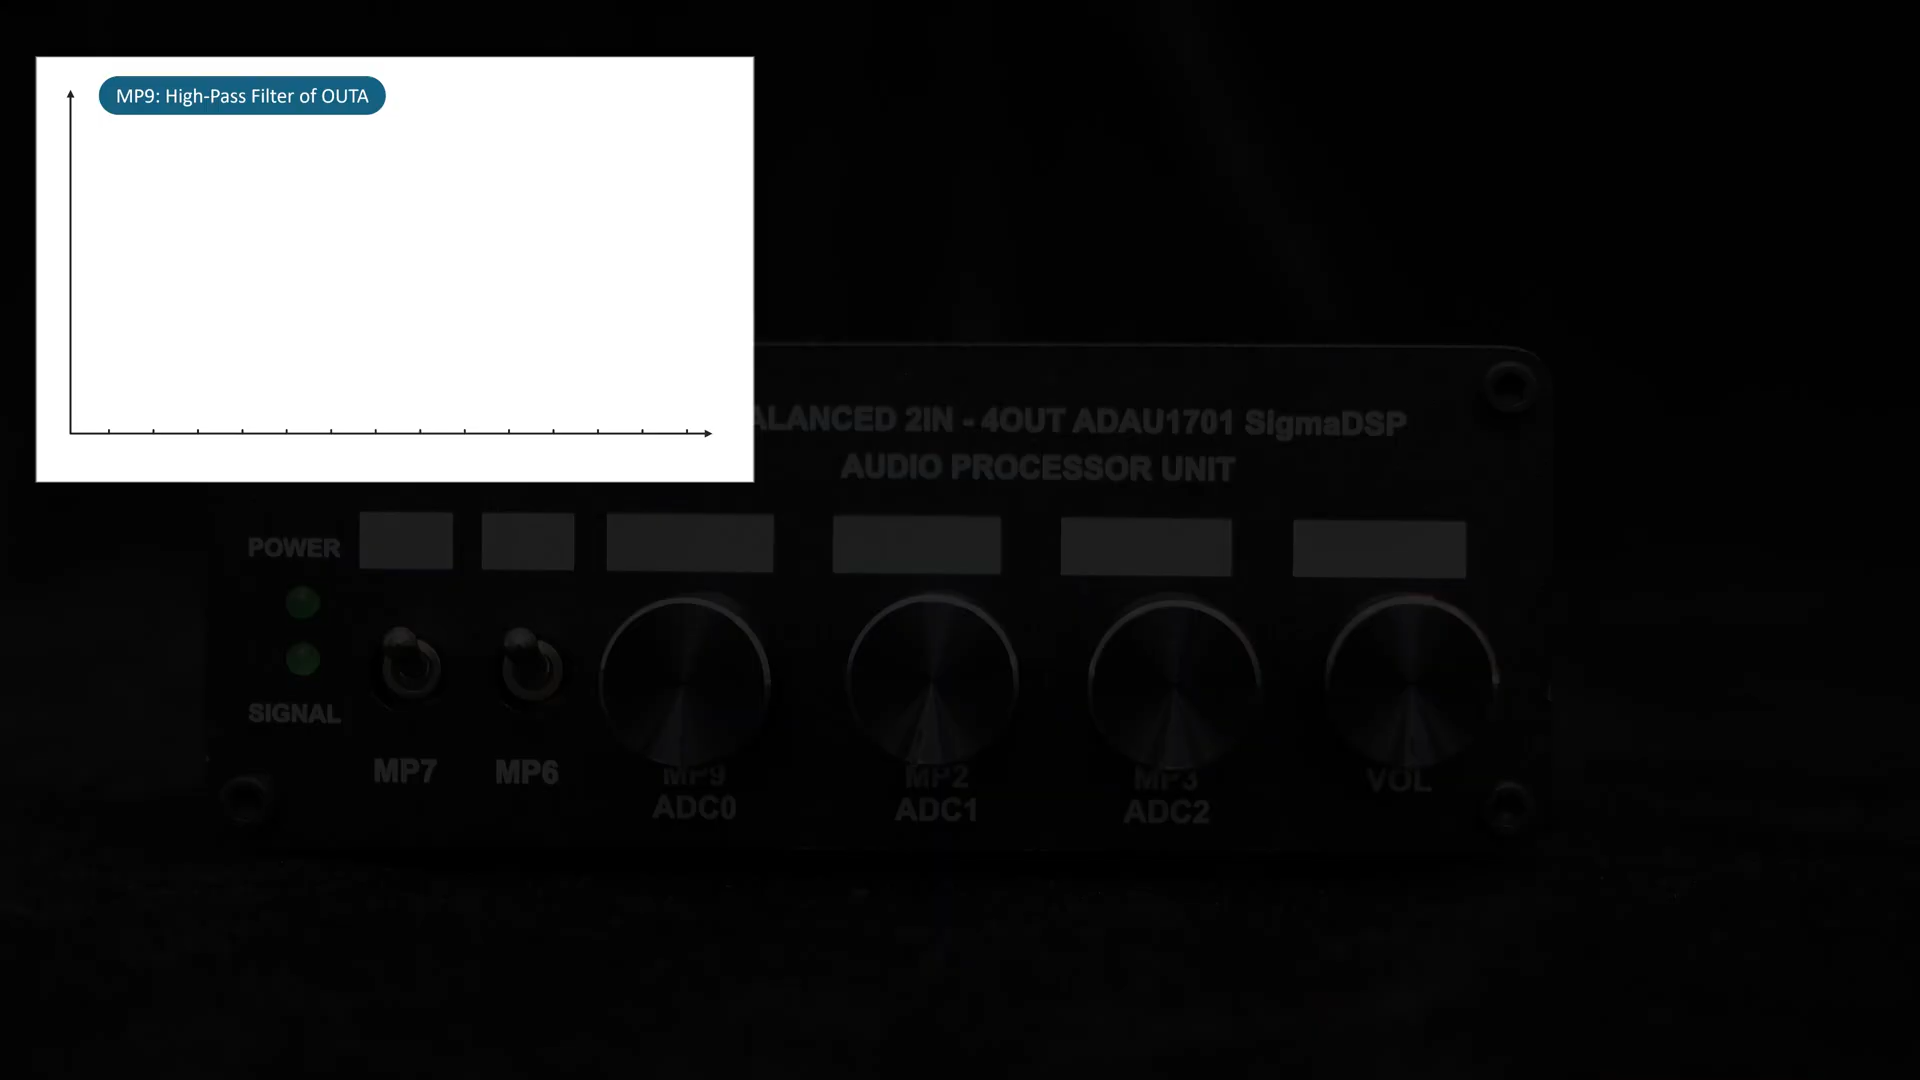 MP9: High-Pass Filter of OUTA
ALANCED 2IN - 4OUT ADAU1701 SigmaDSP
AUDIO PROCESSOR UNIT
POWER
SIGNAL
MP7
MP6
MP9
ADC0
MP2
ADC1
MP3
ADC2
VOL